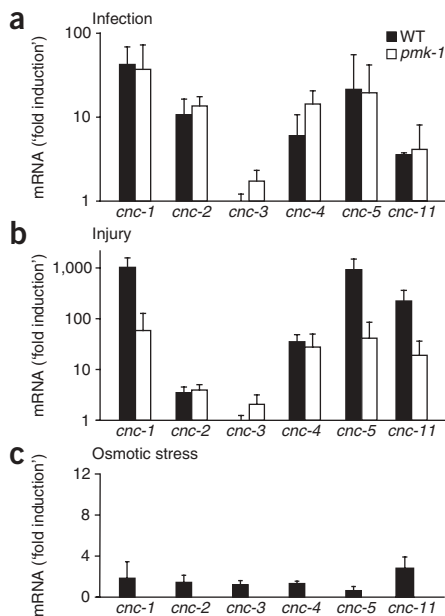 a
Infection
WT
pmk-1
mRNA ('fold induction')
100
10
1
cnc-1 cnc-2 cnc-3 cnc-4 cnc-5 cnc-11
b
Injury
mRNA ('fold induction')
1,000
100
10
1
cnc-1 cnc-2 cnc-3 cnc-4 cnc-5 cnc-11
c
Osmotic stress
mRNA ('fold induction')
12
8
4
0
cnc-1 cnc-2 cnc-3 cnc-4 cnc-5 cnc-11